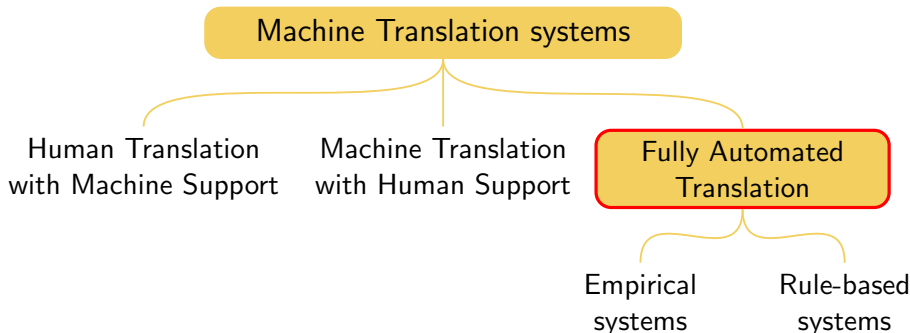 Machine Translation systems
Human Translation
with Machine Support
Machine Translation
with Human Support
Fully Automated
Translation
Empirical
systems
Rule-based
systems